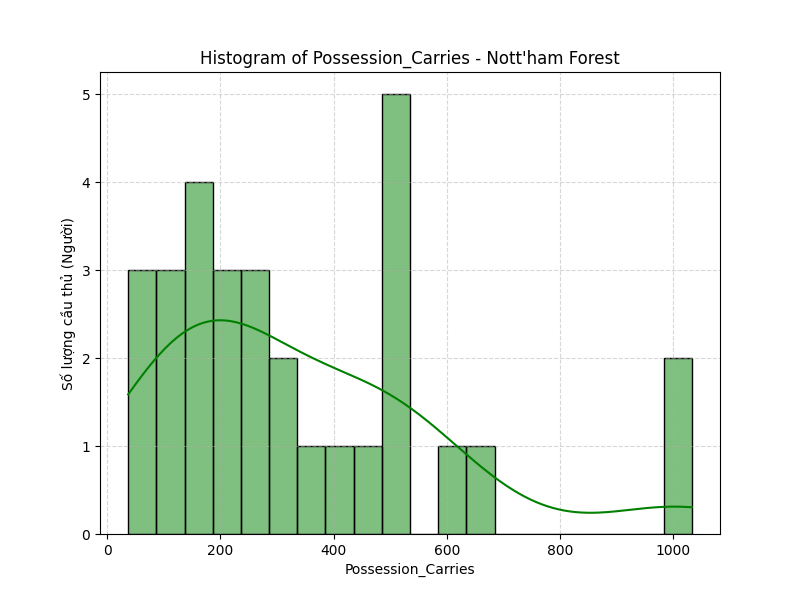 Histogram of Possession_Carries - Nott'ham Forest
Số lượng cầu thủ (Người)
5
4
3
2
1
0
0 200 400 600 800 1000
Possession_Carries